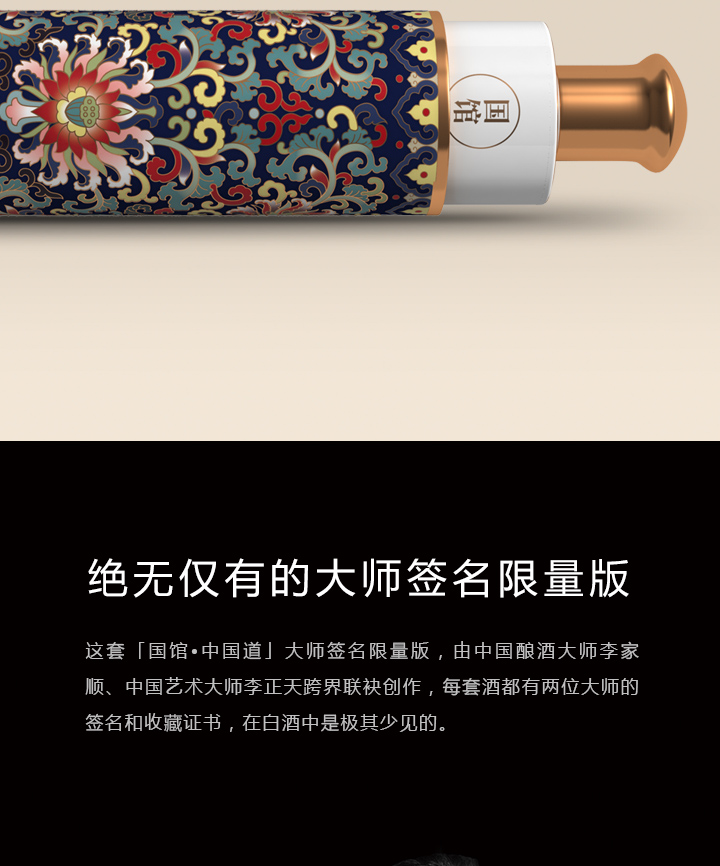 国馆
绝无仅有的大师签名限量版
这套「国馆•中国道」大师签名限量版，由中国酿酒大师李家
顺、中国艺术大师李正天跨界联袂创作，每套酒都有两位大师的
签名和收藏证书，在白酒中是极其少见的。